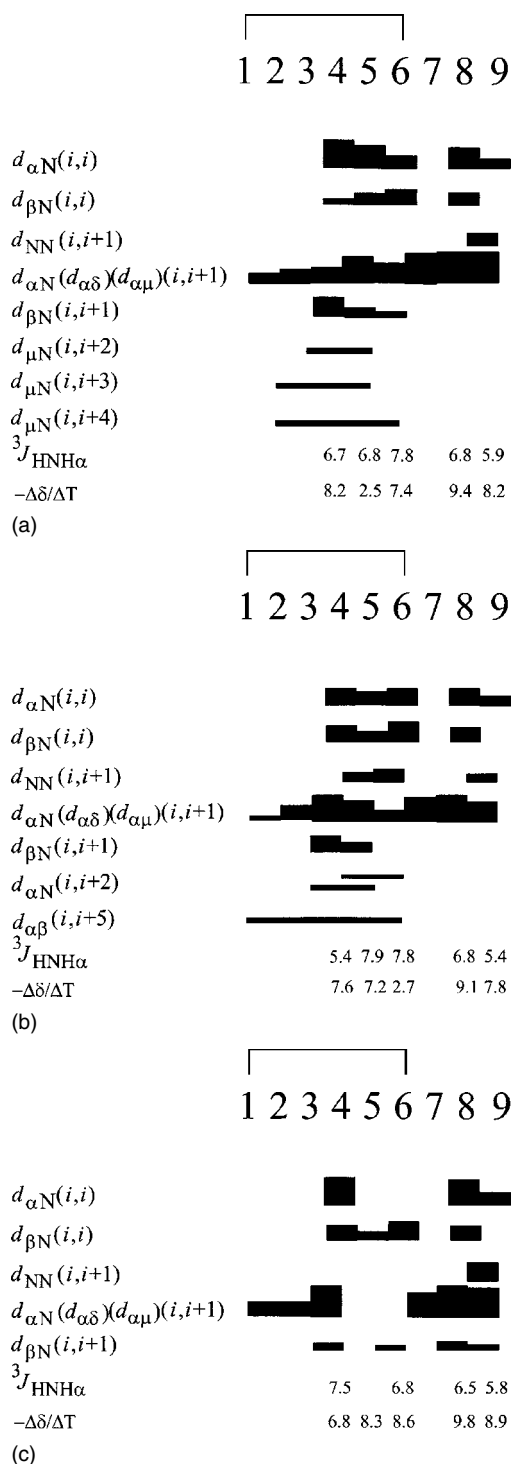 1 2 3 4 5 6 7 8 9
dαN(i,i)
dβN(i,i)
dNN(i,i+1)
dαN(dαδ)(dαμ)(i,i+1)
dβN(i,i+1)
dμN(i,i+2)
dμN(i,i+3)
dμN(i,i+4)
³JHNHα 6.7 6.8 7.8 6.8 5.9
−Δδ/ΔT 8.2 2.5 7.4 9.4 8.2
(a)
1 2 3 4 5 6 7 8 9
dαN(i,i)
dβN(i,i)
dNN(i,i+1)
dαN(dαδ)(dαμ)(i,i+1)
dβN(i,i+1)
dαN(i,i+2)
dαβ(i,i+5)
³JHNHα 5.4 7.9 7.8 6.8 5.4
−Δδ/ΔT 7.6 7.2 2.7 9.1 7.8
(b)
1 2 3 4 5 6 7 8 9
dαN(i,i)
dβN(i,i)
dNN(i,i+1)
dαN(dαδ)(dαμ)(i,i+1)
dβN(i,i+1)
³JHNHα 7.5 6.8 6.5 5.8
−Δδ/ΔT 6.8 8.3 8.6 9.8 8.9
(c)